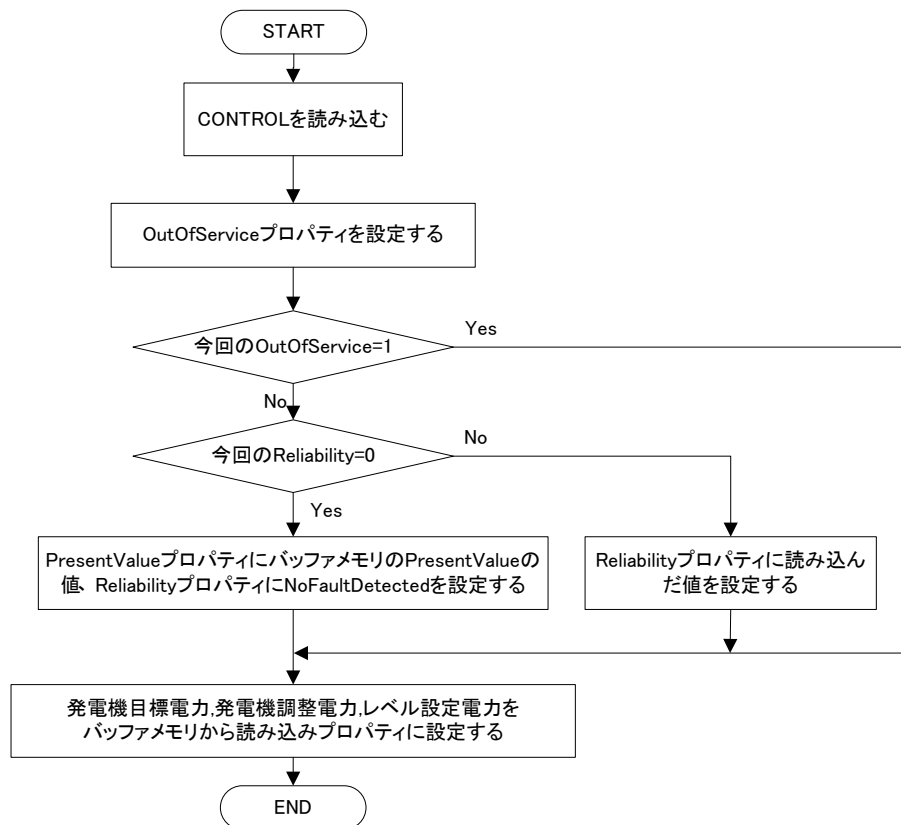 START
CONTROLを読み込む
OutOfServiceプロパティを設定する
今回のOutOfService=1
Yes
No
今回のReliability=0
No
Yes
PresentValueプロパティにバッファメモリのPresentValueの
値、ReliabilityプロパティにNoFaultDetectedを設定する
Reliabilityプロパティに読み込ん
だ値を設定する
発電機目標電力,発電機調整電力,レベル設定電力を
バッファメモリから読み込みプロパティに設定する
END